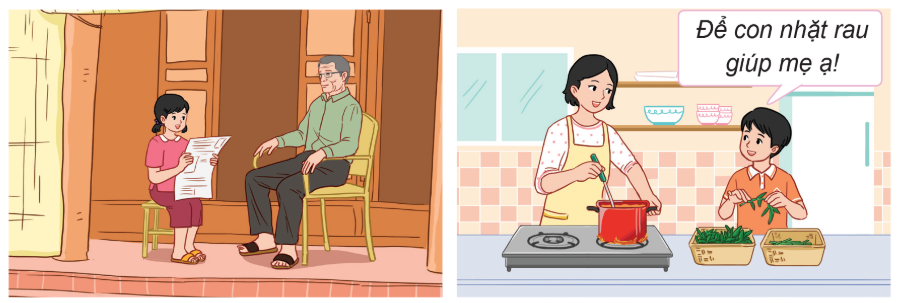 Để con nhặt rau
giúp mẹ ạ!